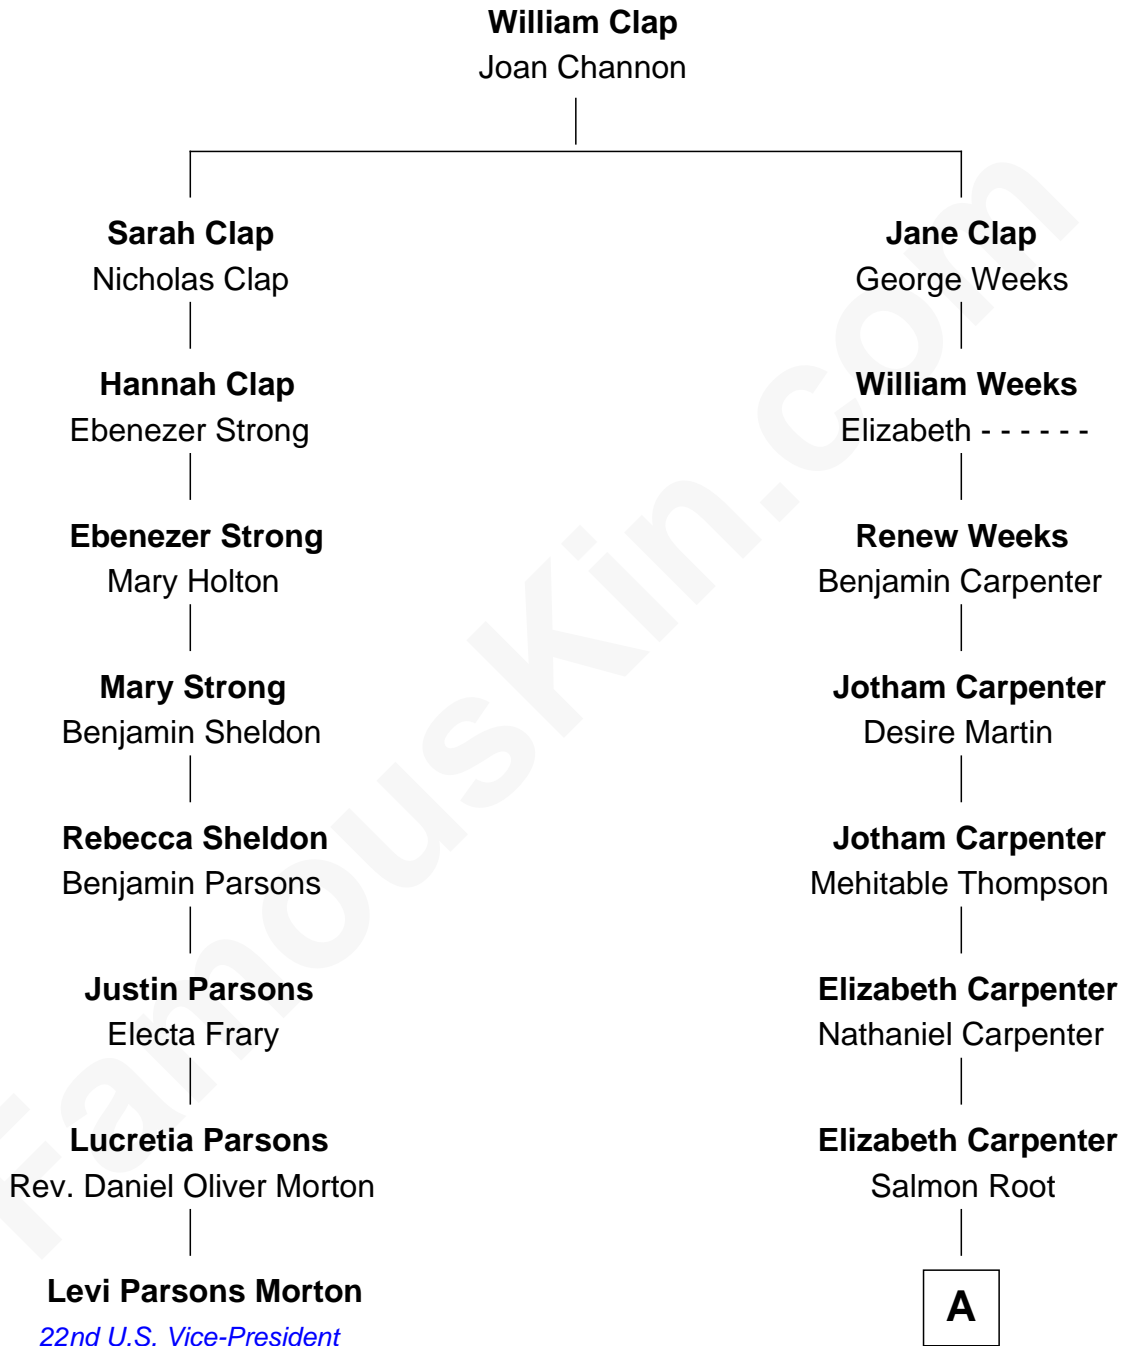 William Clap
Joan Channon
Sarah Clap
Nicholas Clap
Jane Clap
George Weeks
Hannah Clap
Ebenezer Strong
William Weeks
Elizabeth - - - - - -
Ebenezer Strong
Mary Holton
Renew Weeks
Benjamin Carpenter
Mary Strong
Benjamin Sheldon
Jotham Carpenter
Desire Martin
Rebecca Sheldon
Benjamin Parsons
Jotham Carpenter
Mehitable Thompson
Justin Parsons
Electa Frary
Elizabeth Carpenter
Nathaniel Carpenter
Lucretia Parsons
Rev. Daniel Oliver Morton
Elizabeth Carpenter
Salmon Root
Levi Parsons Morton
22nd U.S. Vice-President
A
FamousKin.com